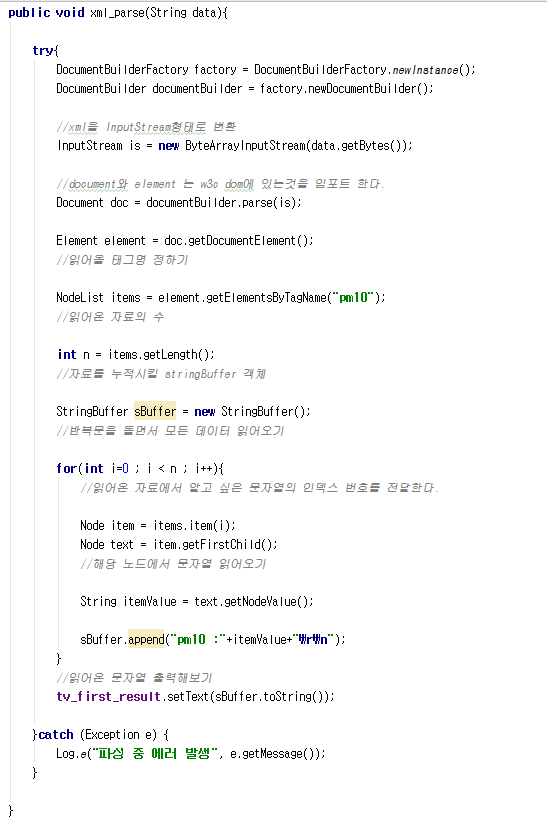 public void xml_parse(String data){
try{
DocumentBuilderFactory factory = DocumentBuilderFactory.newInstance();
DocumentBuilder documentBuilder = factory.newDocumentBuilder();
//xml을 InputStream형태로 변환
InputStream is = new ByteArrayInputStream(data.getBytes());
//document와 element 는 w3c dom에 있는것을 임포트 한다.
Document doc = documentBuilder.parse(is);
Element element = doc.getDocumentElement();
//읽어올 태그명 정하기
NodeList items = element.getElementsByTagName("pm10");
//읽어온 자료의 수
int n = items.getLength();
//자료를 누적시킬 stringBuffer 객체
StringBuffer sBuffer = new StringBuffer();
//반복문을 돌면서 모든 데이터 읽어오기
for(int i=0 ; i < n ; i++){
//읽어온 자료에서 알고 싶은 문자열의 인덱스 번호를 전달한다.
Node item = items.item(i);
Node text = item.getFirstChild();
//해당 노드에서 문자열 읽어오기
String itemValue = text.getNodeValue();
sBuffer.append("pm10 :"+itemValue+"₩r₩n");
}
//읽어온 문자열 출력해보기
tv_first_result.setText(sBuffer.toString());
}catch (Exception e) {
Log.e("파싱 중 에러 발생", e.getMessage());
}
}